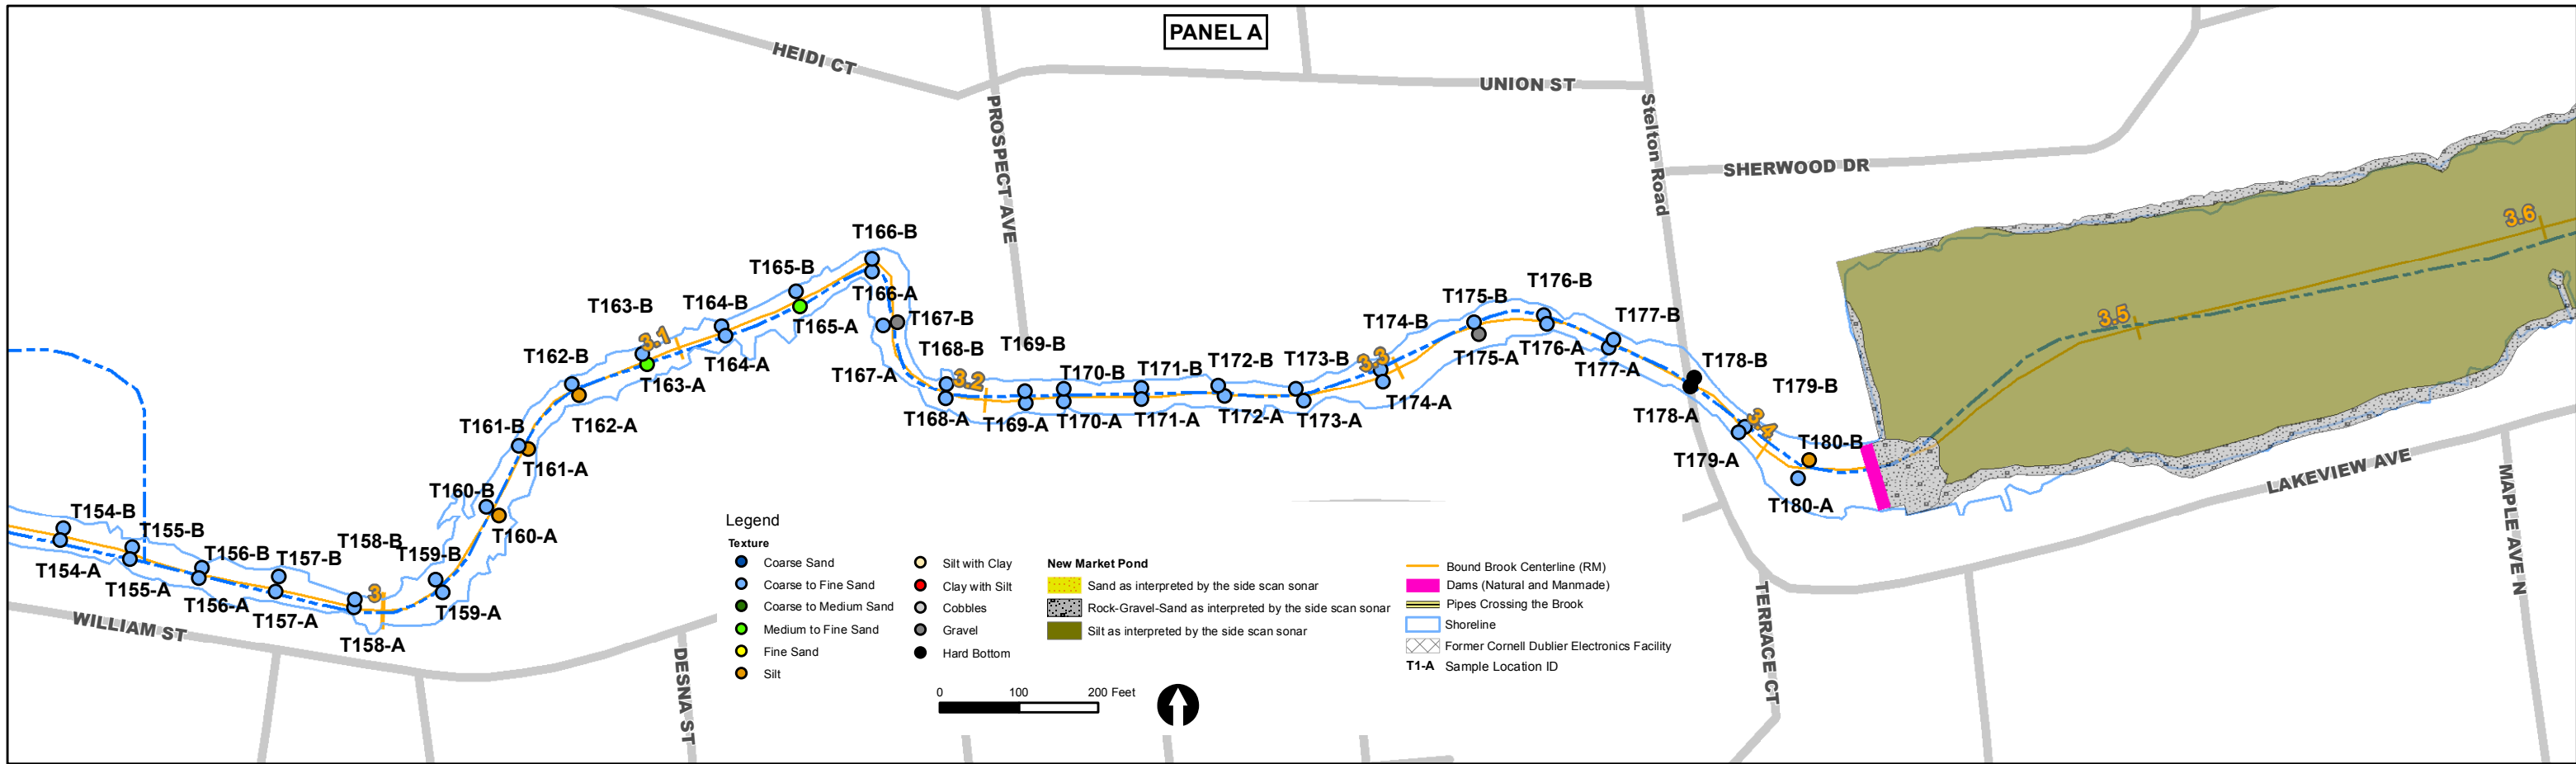 PANEL A
HEIDI CT
UNION ST
PROSPECT AVE
Stelton Road
SHERWOOD DR
LAKEVIEW AVE
MAPLE AVE N
TERRACE CT
DESNA ST
WILLIAM ST
T154-B
T154-A
T155-B
T155-A
T156-B
T156-A
T157-B
T157-A
T158-B
T158-A
3
T159-B
T159-A
T160-B
T160-A
T161-B
T161-A
T162-B
T162-A
T163-B
T163-A
3.1
T164-B
T164-A
T165-B
T165-A
T166-B
T166-A
T167-B
T167-A
T168-B
T168-A
3.2
T169-B
T169-A
T170-B
T170-A
T171-B
T171-A
T172-B
T172-A
T173-B
T173-A
3.3
T174-B
T174-A
T175-B
T175-A
T176-B
T176-A
T177-B
T177-A
T178-B
T178-A
T179-B
T179-A
3.4
T180-B
T180-A
3.5
3.6
Legend
Texture
Coarse Sand
Coarse to Fine Sand
Coarse to Medium Sand
Medium to Fine Sand
Fine Sand
Silt
Silt with Clay
Clay with Silt
Cobbles
Gravel
Hard Bottom
New Market Pond
Sand as interpreted by the side scan sonar
Rock-Gravel-Sand as interpreted by the side scan sonar
Silt as interpreted by the side scan sonar
Bound Brook Centerline (RM)
Dams (Natural and Manmade)
Pipes Crossing the Brook
Shoreline
Former Cornell Dublier Electronics Facility
T1-A Sample Location ID
0 100 200 Feet